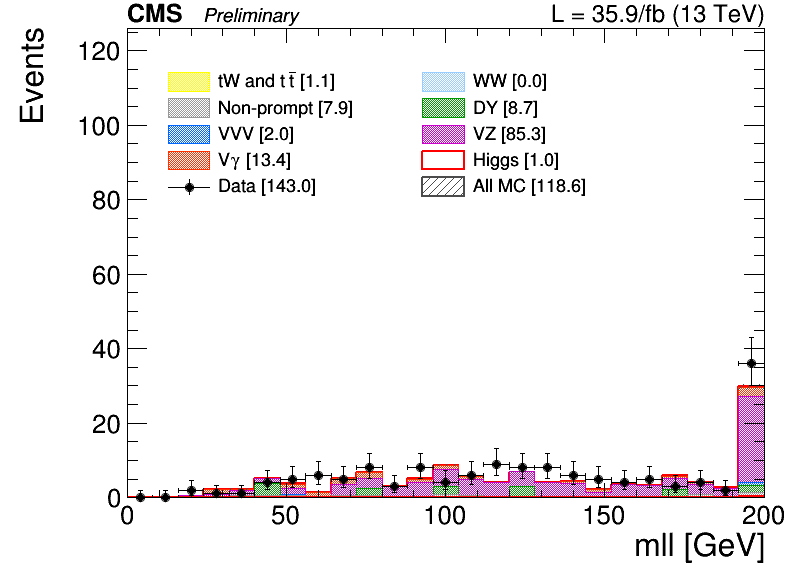 CMS Preliminary L = 35.9/fb (13 TeV)
Events
120
100
80
60
40
20
0
tW and tt̅ [1.1] WW [0.0]
Non-prompt [7.9] DY [8.7]
VVV [2.0] VZ [85.3]
Vγ [13.4] Higgs [1.0]
Data [143.0] All MC [118.6]
0 50 100 150 200
mll [GeV]